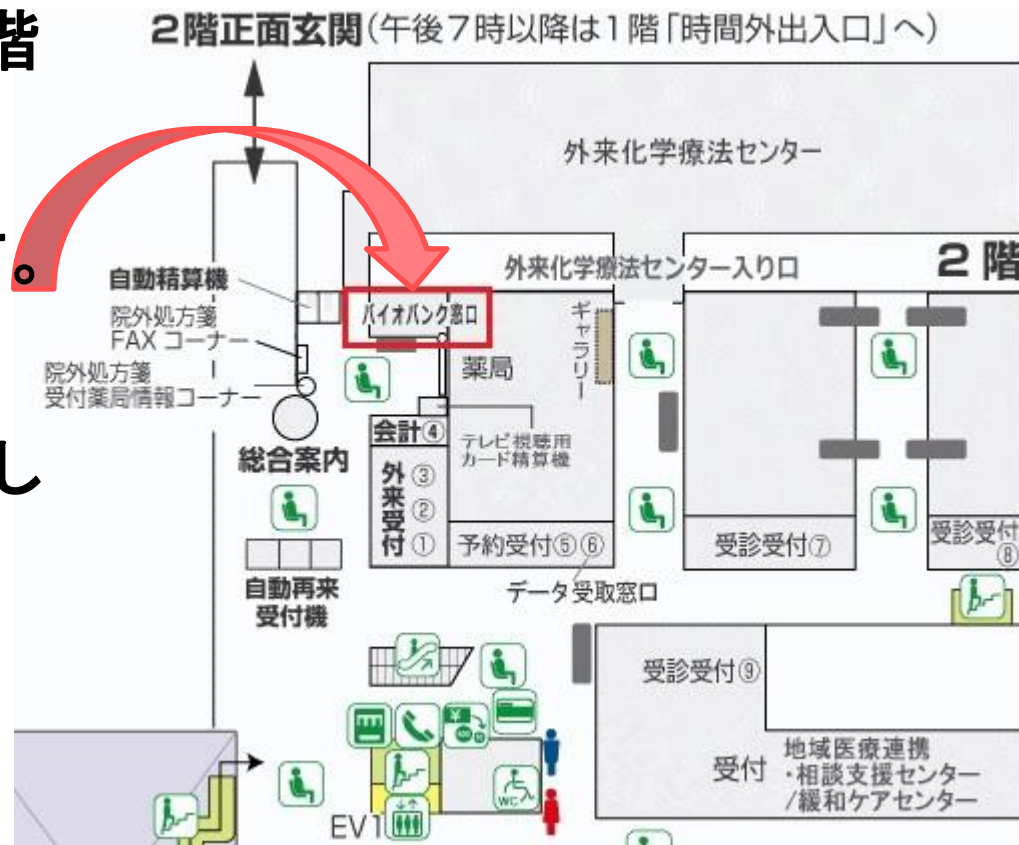 階
2階正面玄関(午後7時以降は1階「時間外出入口」へ)
外来化学療法センター
。
外来化学療法センター入り口
2階
自動精算機
バイオバンク窓口
ギャラリー
院外処方箋
FAX コーナー
薬局
院外処方箋
受付薬局情報コーナー
会計④
テレビ視聴用
カード精算機
し
総合案内
外来受付
③
②
①
予約受付⑤⑥
受診受付⑦
受診受付
⑧
データ受取窓口
自動再来
受付機
受診受付⑨
¥
受付
地域医療連携
・相談支援センター
/緩和ケアセンター
WC
EV1